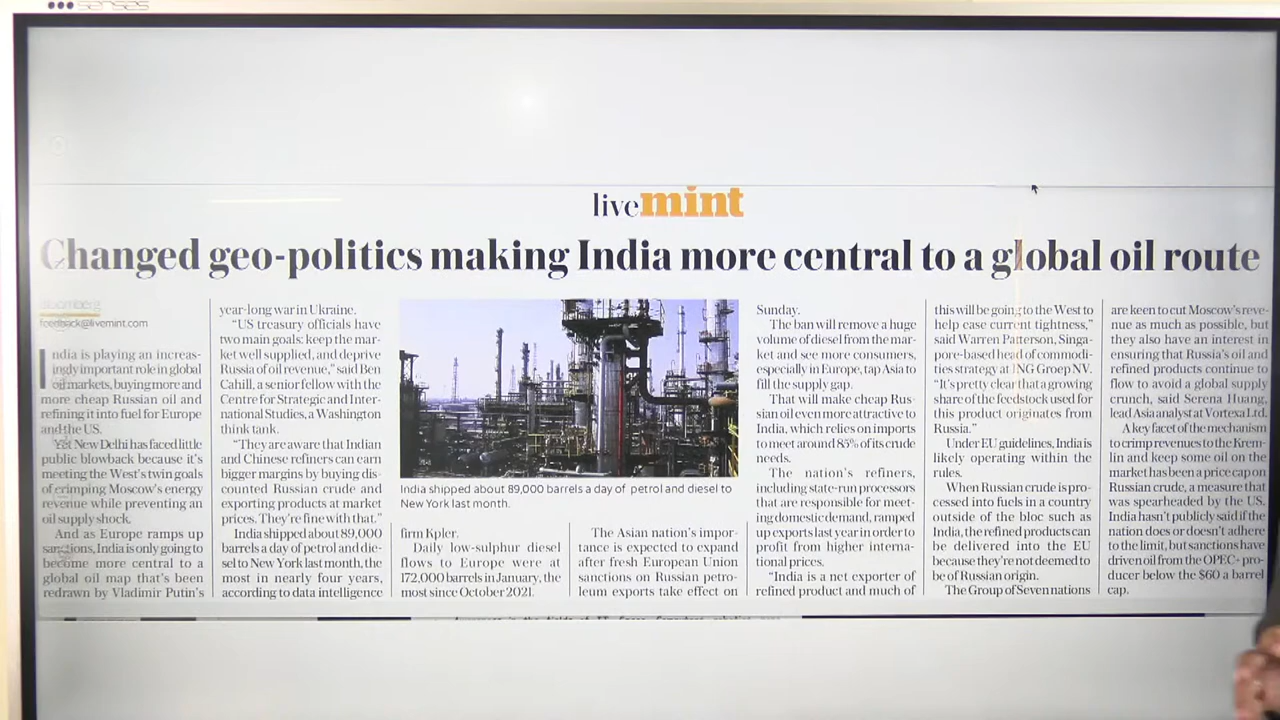 senses
livemint
Changed geo-politics making India more central to a global oil route
Bloomberg
feedback@livemint.com
India is playing an increas-
ingly important role in global
oil markets, buying more and
more cheap Russian oil and
refining it into fuel for Europe
and the US.
Yet New Delhi has faced little
public blowback because it's
meeting the West's twin goals
of crimping Moscow's energy
revenue while preventing an
oil supply shock.
And as Europe ramps up
sanctions, India is only going to
become more central to a
global oil map that's been
redrawn by Vladimir Putin's
year-long war in Ukraine.
"US treasury officials have
two main goals: keep the mar-
ket well supplied, and deprive
Russia of oil revenue," said Ben
Cahill, a senior fellow with the
Centre for Strategic and Inter-
national Studies, a Washington
think tank.
"They are aware that Indian
and Chinese refiners can earn
bigger margins by buying dis-
counted Russian crude and
exporting products at market
prices. They're fine with that."
India shipped about 89,000
barrels a day of petrol and die-
sel to New York last month, the
most in nearly four years,
according to data intelligence
India shipped about 89,000 barrels a day of petrol and diesel to
New York last month.
firm Kpler.
Daily low-sulphur diesel
flows to Europe were at
172,000 barrels in January, the
most since October 2021.
The Asian nation's impor-
tance is expected to expand
after fresh European Union
sanctions on Russian petro-
leum exports take effect on
Sunday.
The ban will remove a huge
volume of diesel from the mar-
ket and see more consumers,
especially in Europe, tap Asia to
fill the supply gap.
That will make cheap Rus-
sian oil even more attractive to
India, which relies on imports
to meet around 85% of its crude
needs.
The nation's refiners,
including state-run processors
that are responsible for meet-
ing domestic demand, ramped
up exports last year in order to
profit from higher interna-
tional prices.
"India is a net exporter of
refined product and much of
this will be going to the West to
help ease current tightness,"
said Warren Patterson, Singa-
pore-based head of commodi-
ties strategy at ING Groep NV.
"It's pretty clear that a growing
share of the feedstock used for
this product originates from
Russia."
Under EU guidelines, India is
likely operating within the
rules.
When Russian crude is pro-
cessed into fuels in a country
outside of the bloc such as
India, the refined products can
be delivered into the EU
because they're not deemed to
be of Russian origin.
The Group of Seven nations
are keen to cut Moscow's reve-
nue as much as possible, but
they also have an interest in
ensuring that Russia's oil and
refined products continue to
flow to avoid a global supply
crunch, said Serena Huang,
lead Asia analyst at Vortexa Ltd.
A key facet of the mechanism
to crimp revenues to the Krem-
lin and keep some oil on the
market has been a price cap on
Russian crude, a measure that
was spearheaded by the US.
India hasn't publicly said if the
nation does or doesn't adhere
to the limit, but sanctions have
driven oil from the OPEC+ pro-
ducer below the $60 a barrel
cap.